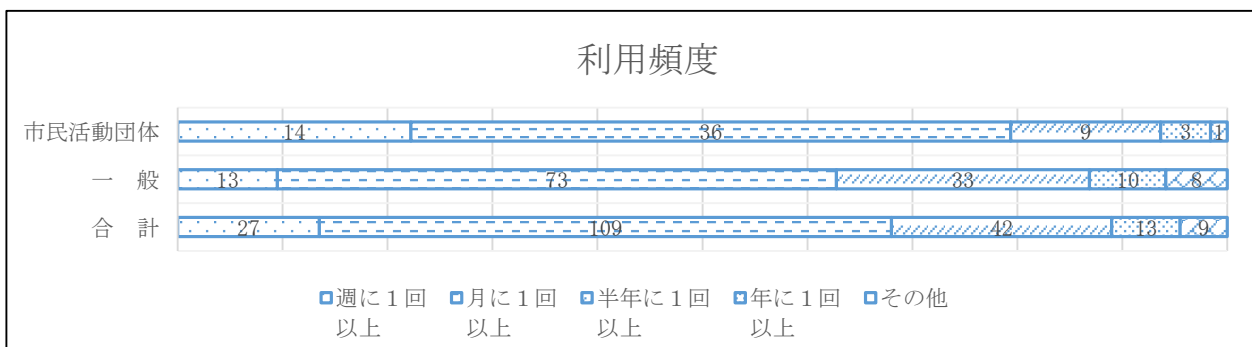 利用頻度
市民活動団体 14 36 9 3 1
一　般 13 73 33 10 8
合　計 27 109 42 13 9
週に１回以上 月に１回以上 半年に１回以上 年に１回以上 その他